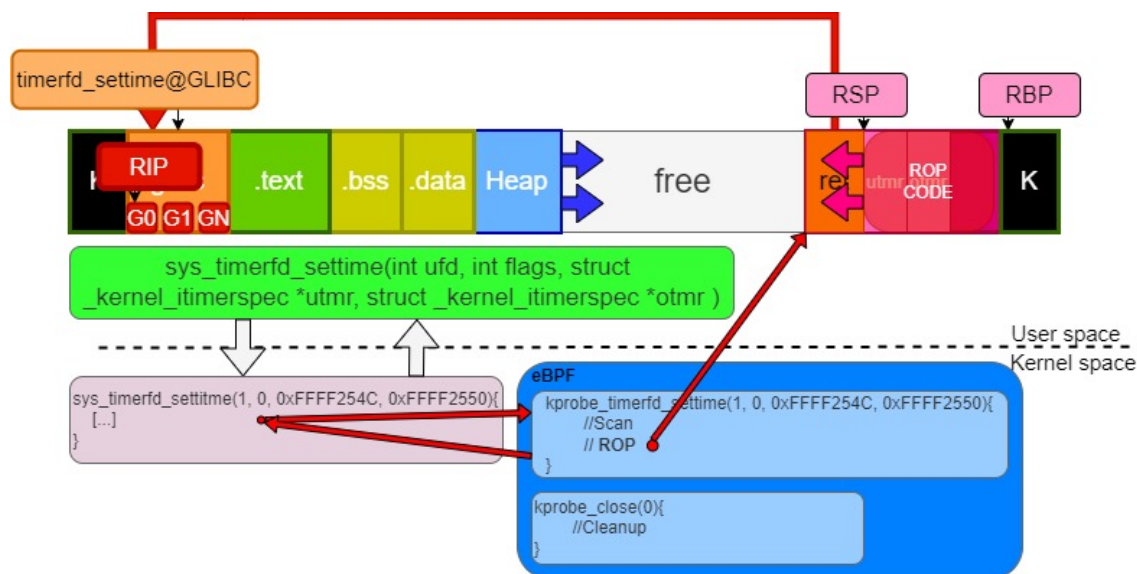 timerfd_settime@GLIBC
RSP
RBP
K
RIP
G0
G1
GN
.text
.bss
.data
Heap
free
utmr
ROP
CODE
K
sys_timerfd_settime(int ufd, int flags, struct
_kernel_itimerspec *utmr, struct _kernel_itimerspec *otmr )
User space
Kernel space
eBPF
sys_timerfd_settitme(1, 0, 0xFFFF254C, 0xFFFF2550){
[...]
}
kprobe_timerfd_settime(1, 0, 0xFFFF254C, 0xFFFF2550){
//Scan
// ROP
}
kprobe_close(0){
//Cleanup
}